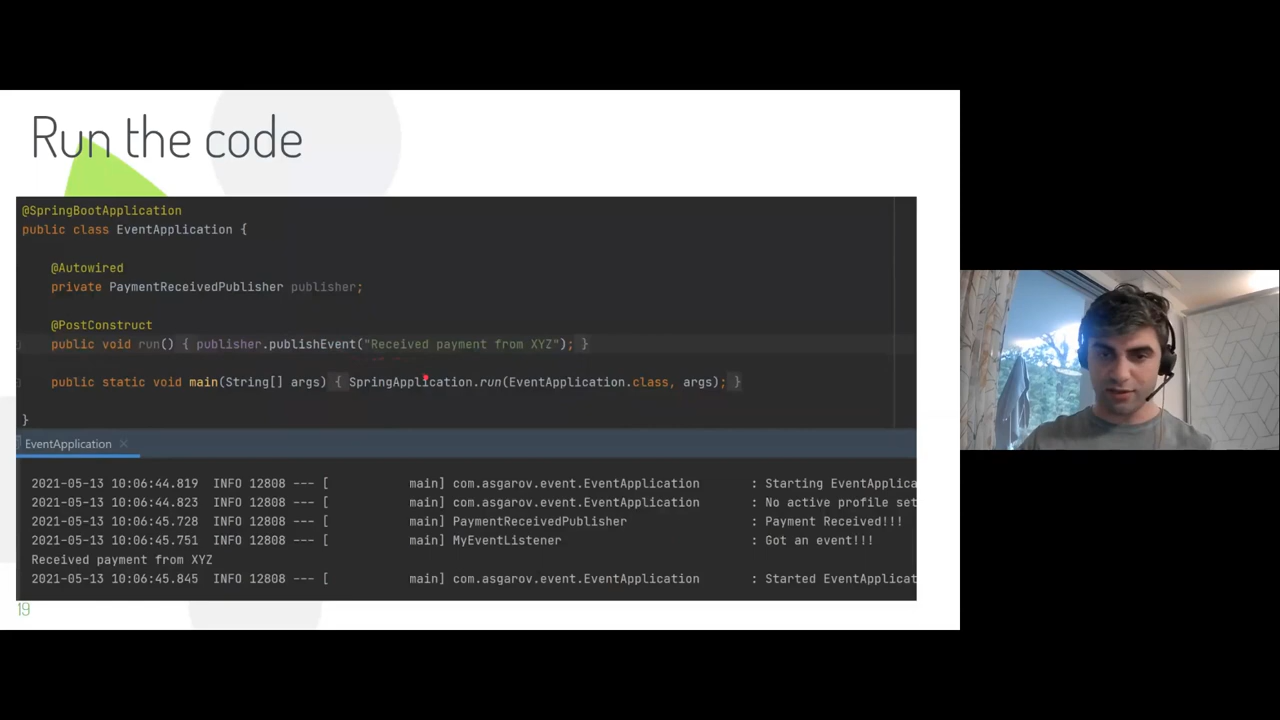 Run the code
@SpringBootApplication
public class EventApplication {
@Autowired
private PaymentReceivedPublisher publisher;
@PostConstruct
public void run() { publisher.publishEvent("Received payment from XYZ"); }
public static void main(String[] args) { SpringApplication.run(EventApplication.class, args); }
}
EventApplication ×
2021-05-13 10:06:44.819 INFO 12808 --- [ main] com.asgarov.event.EventApplication : Starting EventApplica
2021-05-13 10:06:44.823 INFO 12808 --- [ main] com.asgarov.event.EventApplication : No active profile set
2021-05-13 10:06:45.728 INFO 12808 --- [ main] PaymentReceivedPublisher : Payment Received!!!
2021-05-13 10:06:45.751 INFO 12808 --- [ main] MyEventListener : Got an event!!!
Received payment from XYZ
2021-05-13 10:06:45.845 INFO 12808 --- [ main] com.asgarov.event.EventApplication : Started EventApplicat
19